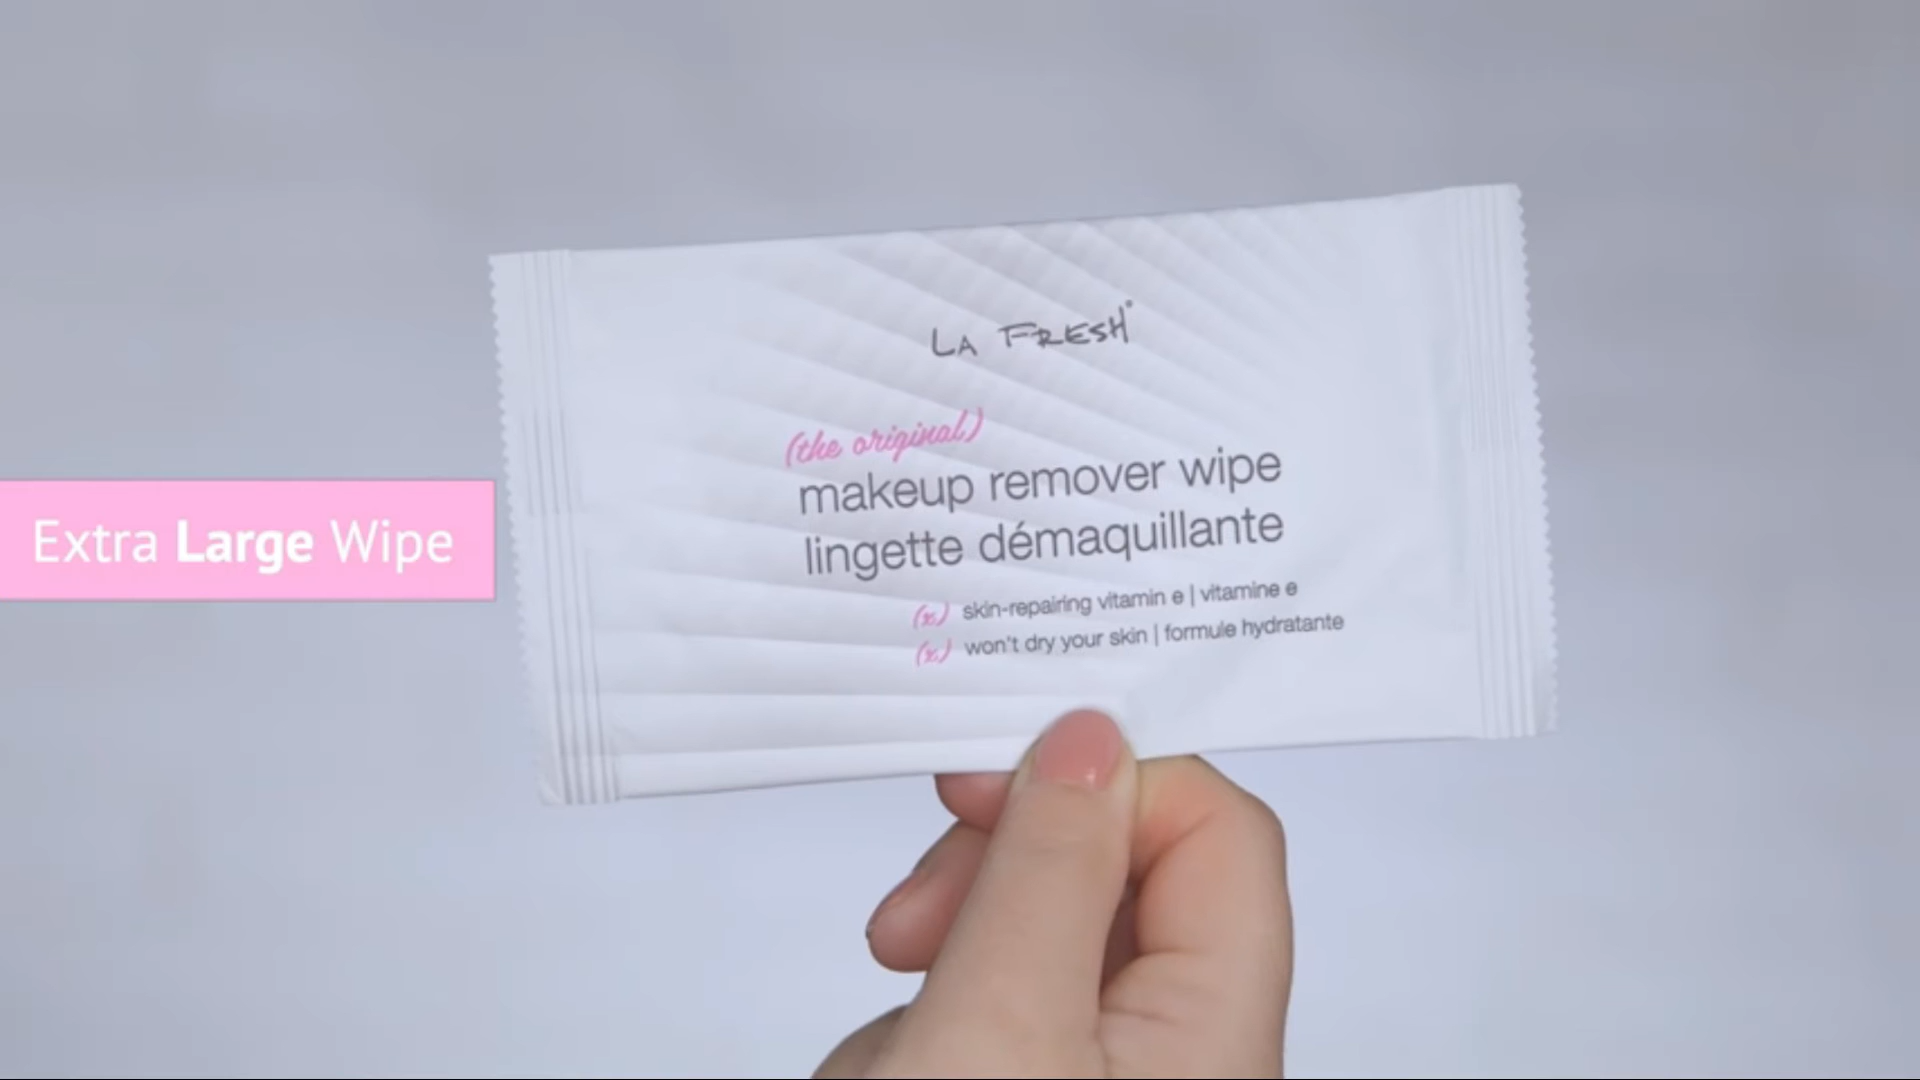 LA FRESH
(the original)
makeup remover wipe
lingette démaquillante
(x) skin-repairing vitamin e | vitamine e
(x) won't dry your skin | formule hydratante
Extra Large Wipe